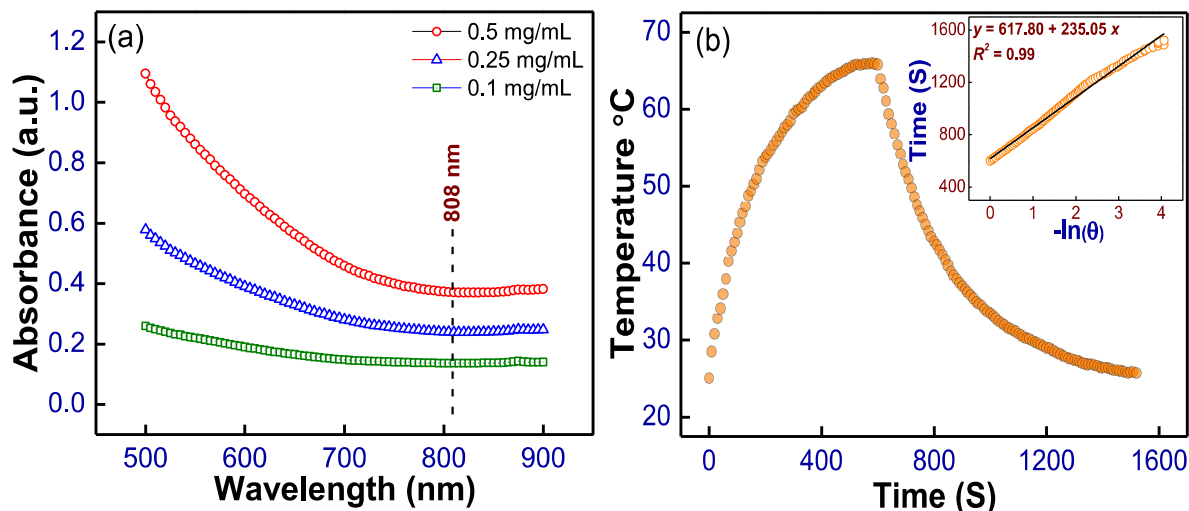 (a)
0.5 mg/mL
0.25 mg/mL
0.1 mg/mL
808 nm
Absorbance (a.u.)
1.2
1.0
0.8
0.6
0.4
0.2
0.0
500 600 700 800 900
Wavelength (nm)
(b)
Temperature °C
70
60
50
40
30
20
0 400 800 1200 1600
Time (S)
y = 617.80 + 235.05 x
R² = 0.99
Time (S)
1600
1200
800
400
0 1 2 3 4
-ln(θ)